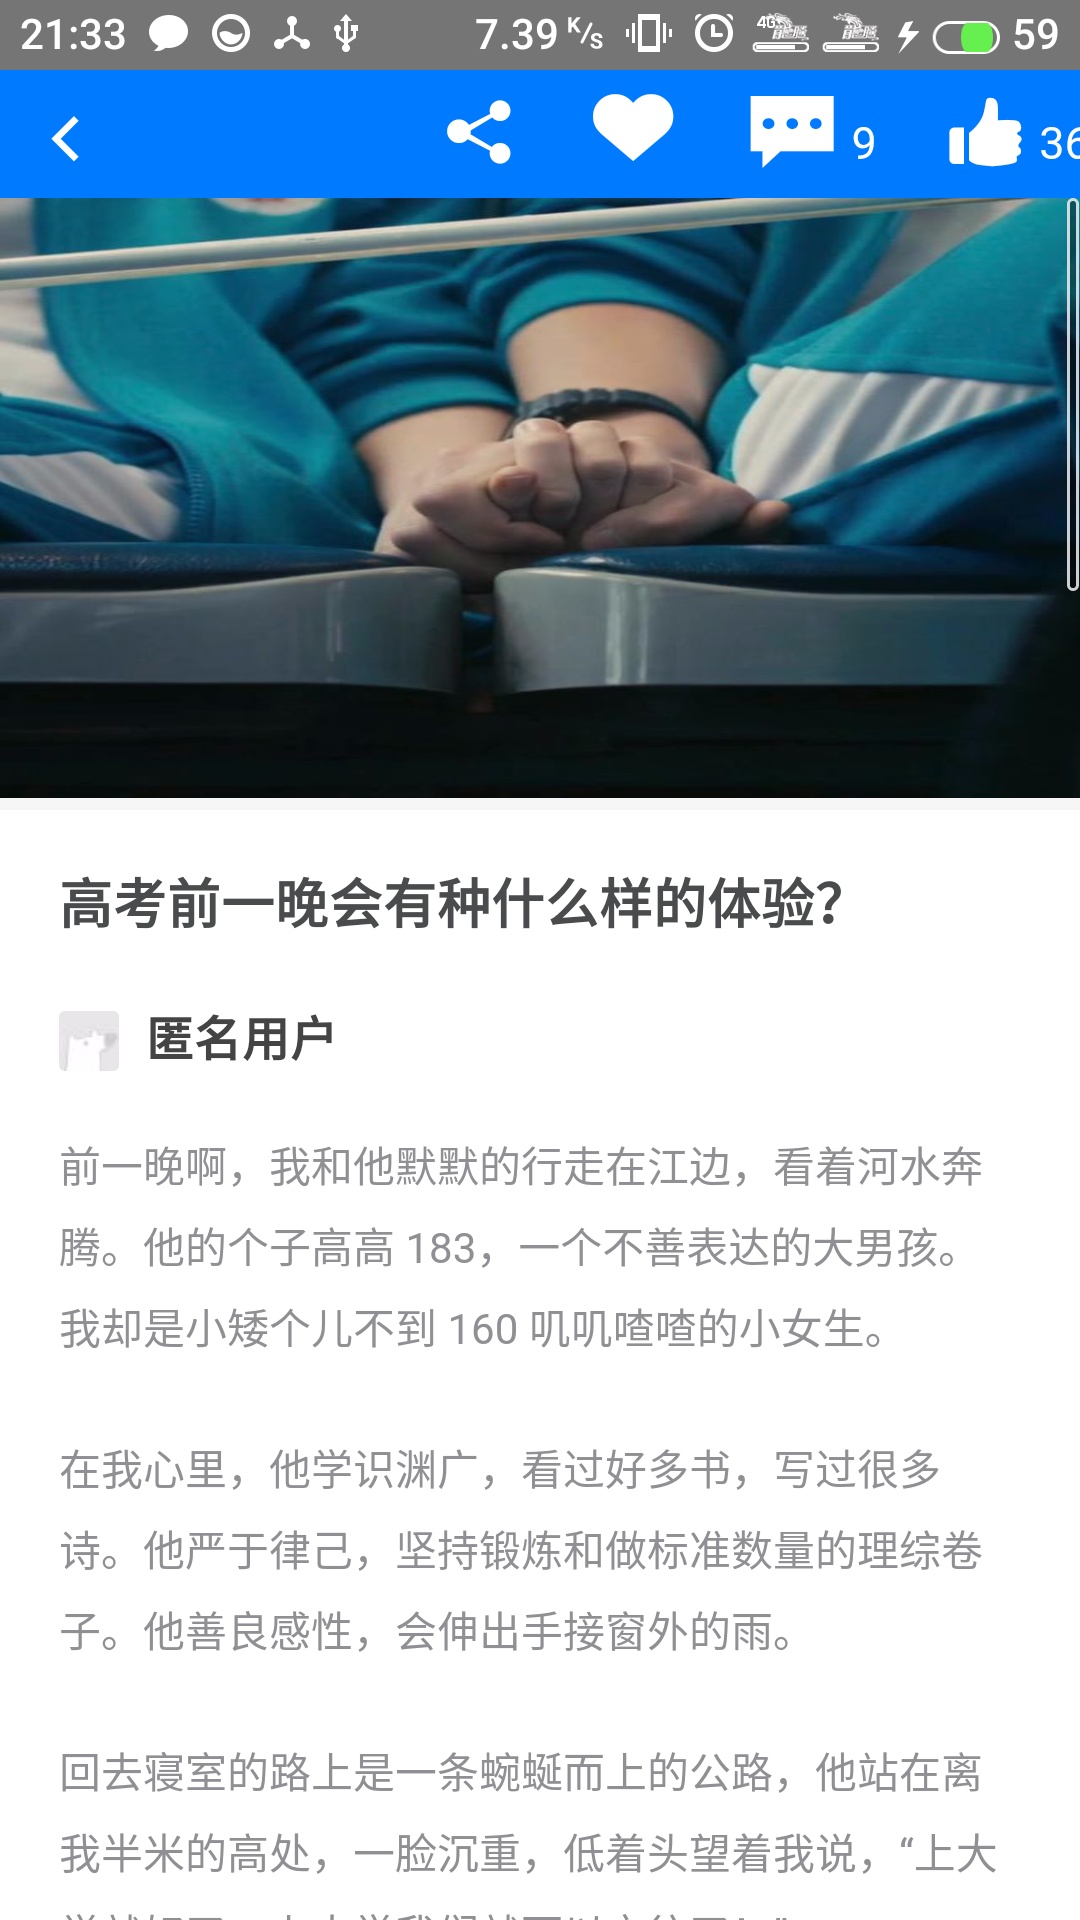 21:33 7.39 K/s 4G 59
9 36
高考前一晚会有种什么样的体验?
匿名用户
前一晚啊，我和他默默的行走在江边，看着河水奔
腾。他的个子高高 183，一个不善表达的大男孩。
我却是小矮个儿不到 160 叽叽喳喳的小女生。
在我心里，他学识渊广，看过好多书，写过很多
诗。他严于律己，坚持锻炼和做标准数量的理综卷
子。他善良感性，会伸出手接窗外的雨。
回去寝室的路上是一条蜿蜒而上的公路，他站在离
我半米的高处，一脸沉重，低着头望着我说，“上大